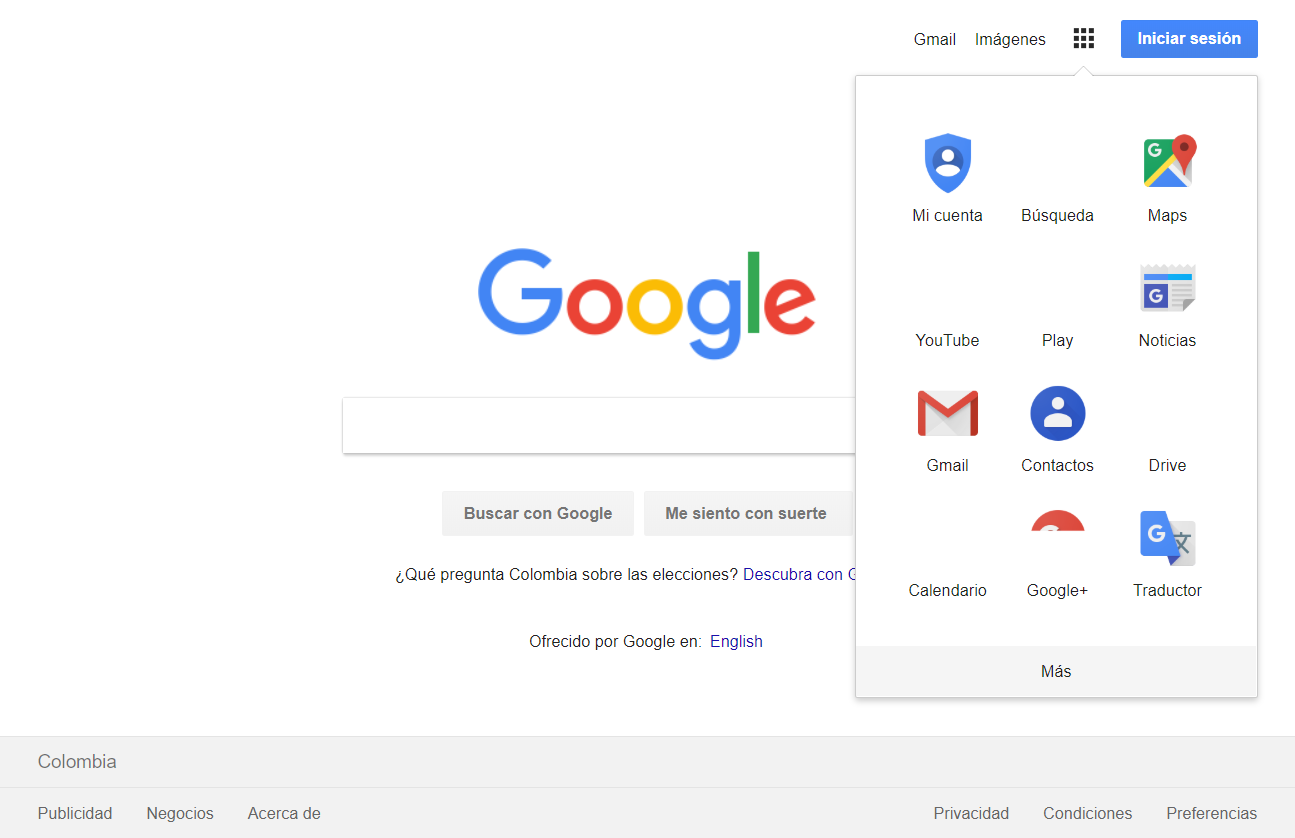 Gmail Imágenes Iniciar sesión
Mi cuenta Búsqueda Maps
YouTube Play Noticias
Gmail Contactos Drive
Calendario Google+ Traductor
Más
Google
Buscar con Google Me siento con suerte
¿Qué pregunta Colombia sobre las elecciones? Descubra con
Ofrecido por Google en: English
Colombia
Publicidad Negocios Acerca de Privacidad Condiciones Preferencias